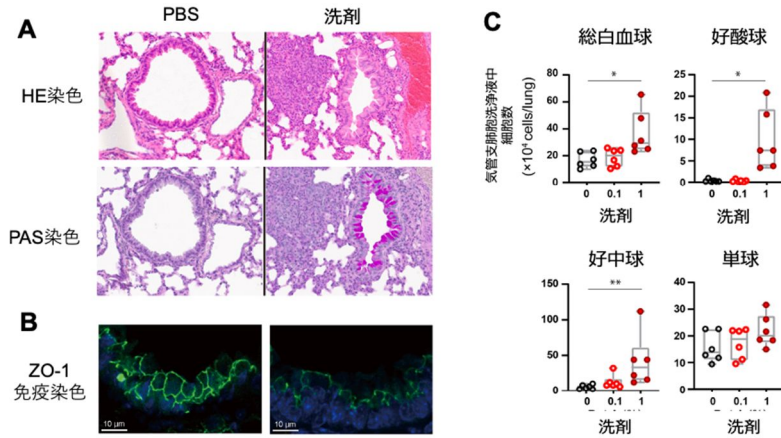 A
PBS
洗剤
HE染色
PAS染色
B
ZO-1
免疫染色
10 μm
10 μm
C
気管支肺胞洗浄液中
細胞数
(×10⁴ cells/lung)
総白血球
*
80
60
40
20
0
0
0.1
1
洗剤
好酸球
*
25
20
15
10
5
0
0
0.1
1
洗剤
好中球
**
150
100
50
0
0
0.1
1
洗剤
単球
40
30
20
10
0
0
0.1
1
洗剤